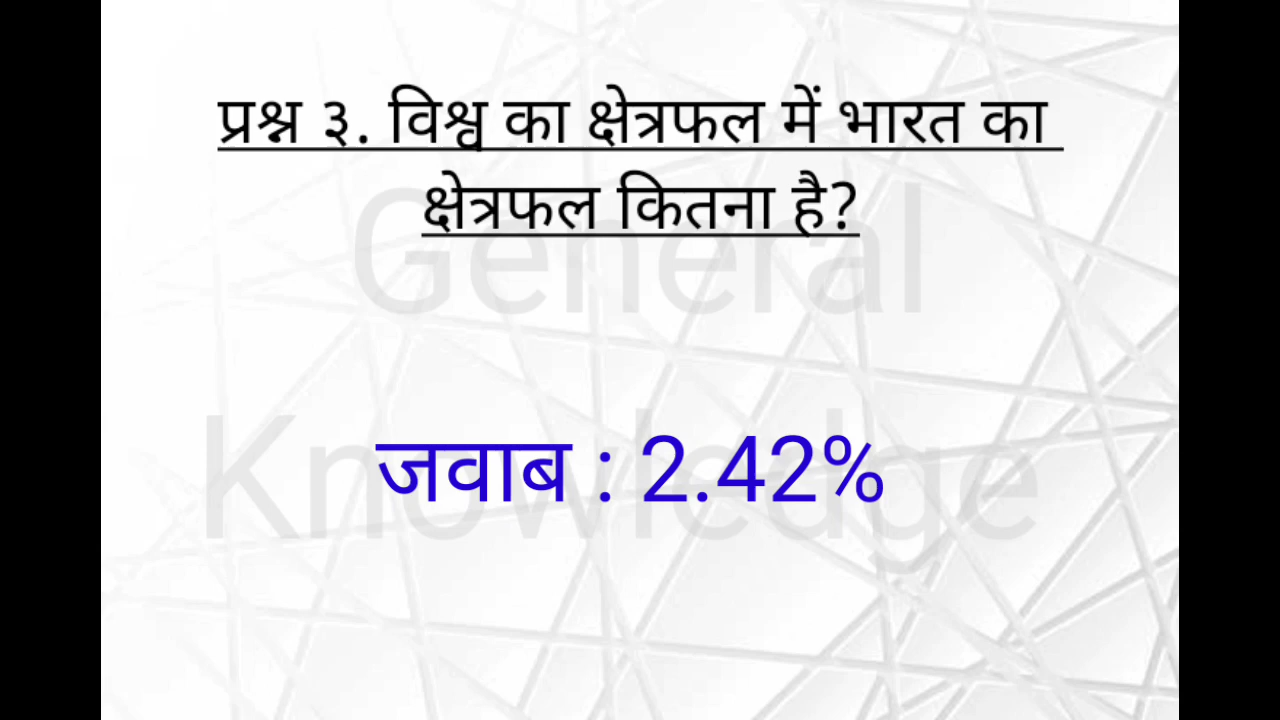 प्रश्न ३. विश्व का क्षेत्रफल में भारत का
क्षेत्रफल कितना है?
General
जवाब : 2.42%
Knowledge